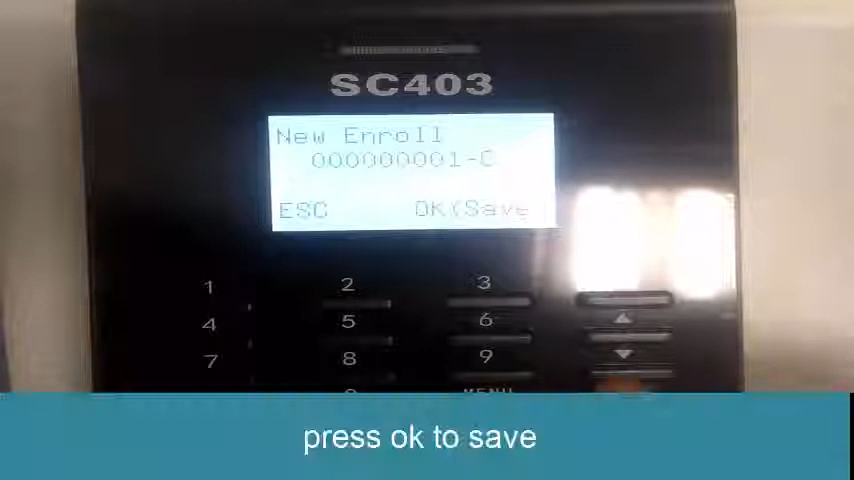 SC403
New Enroll
000000001-C
ESC OK(Save
1 2 3
4 5 6
7 8 9
MENU
press ok to save